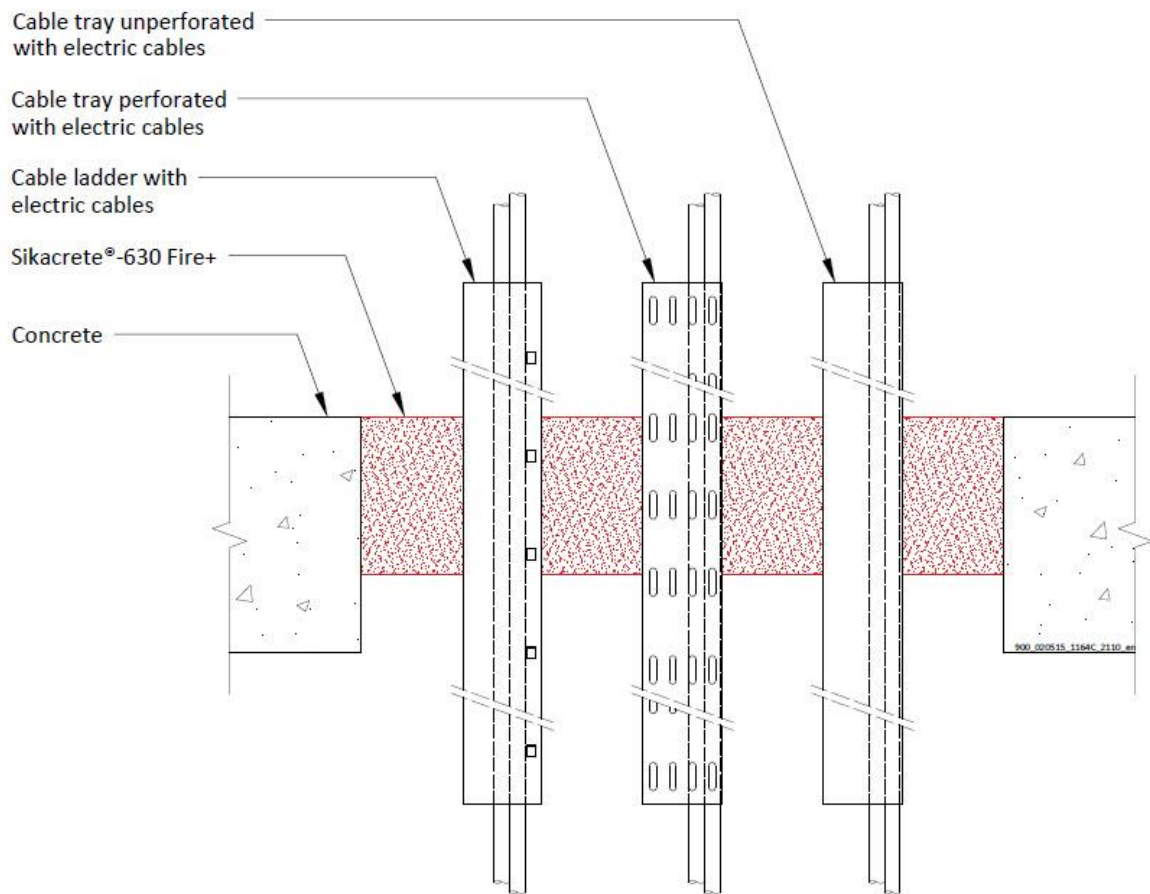 Cable tray unperforated
with electric cables
Cable tray perforated
with electric cables
Cable ladder with
electric cables
Sikacrete®-630 Fire+
Concrete
900_020515_1164C_2110_en